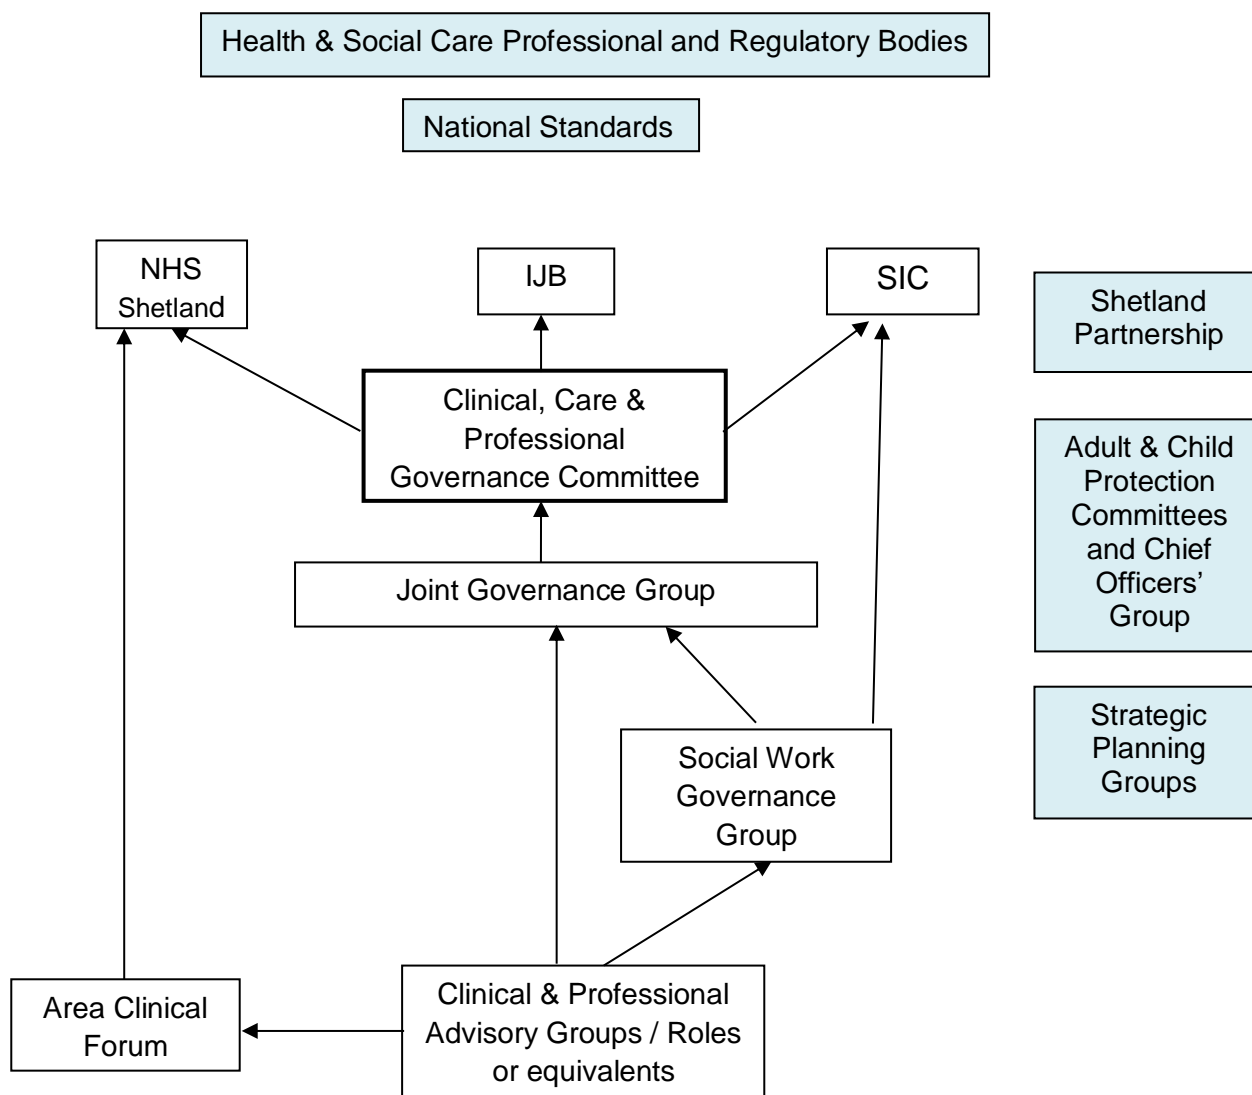 Health & Social Care Professional and Regulatory Bodies
National Standards
NHS
Shetland
IJB
SIC
Shetland
Partnership
Clinical, Care &
Professional
Governance Committee
Adult & Child
Protection
Committees
and Chief
Officers’
Group
Joint Governance Group
Strategic
Planning
Groups
Social Work
Governance
Group
Area Clinical
Forum
Clinical & Professional
Advisory Groups / Roles
or equivalents